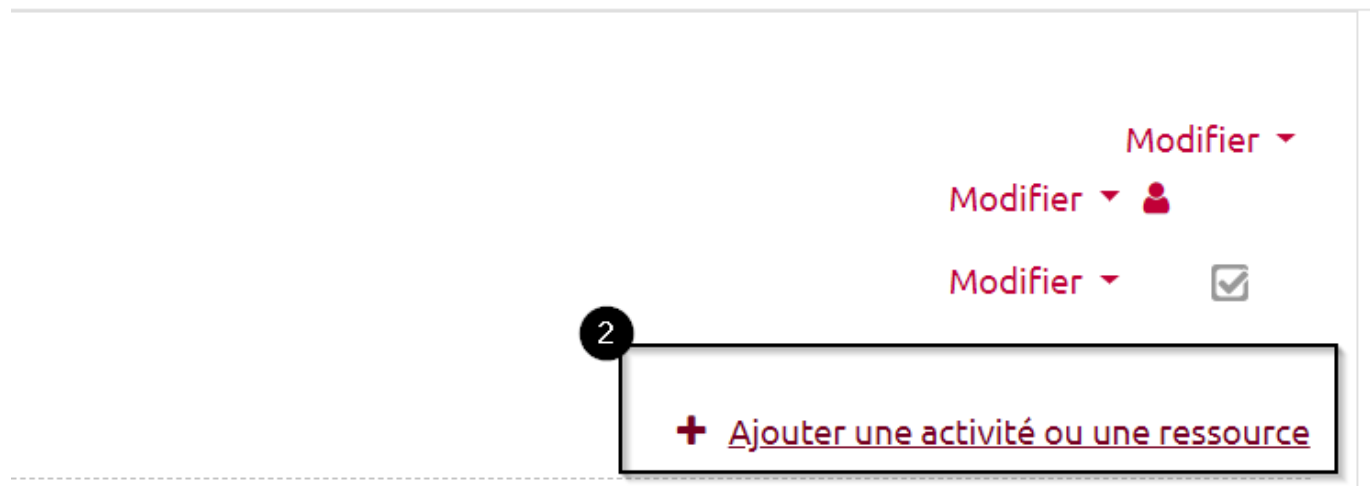 Modifier
Modifier
Modifier
2
Ajouter une activité ou une ressource